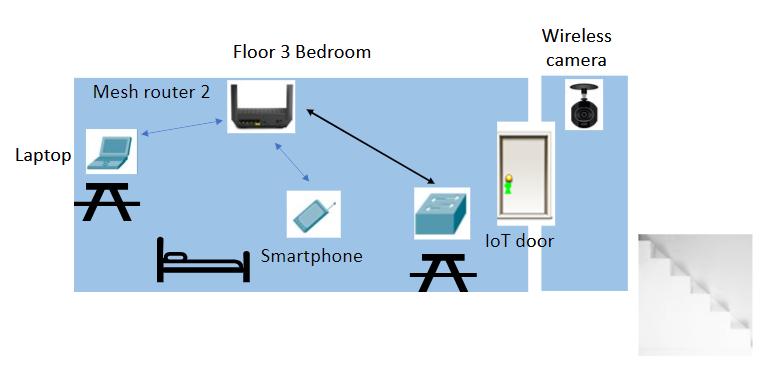 Floor 3 Bedroom
Wireless
camera
Mesh router 2
Laptop
Smartphone
IoT door